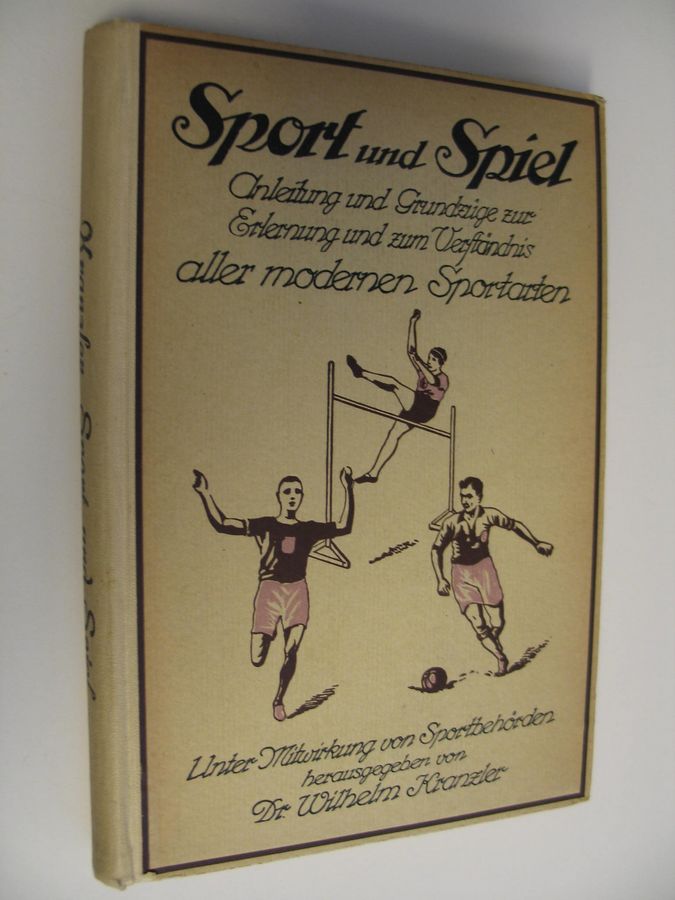 Sport und Spiel
Anleitung und Grundzüge zur
Erlernung und zum Verständnis
aller modernen Sportarten
Unter Mitwirkung von Sportbehörden
herausgegeben von
Dr. Wilhelm Kranzler
Kranzler Sport und Spiel